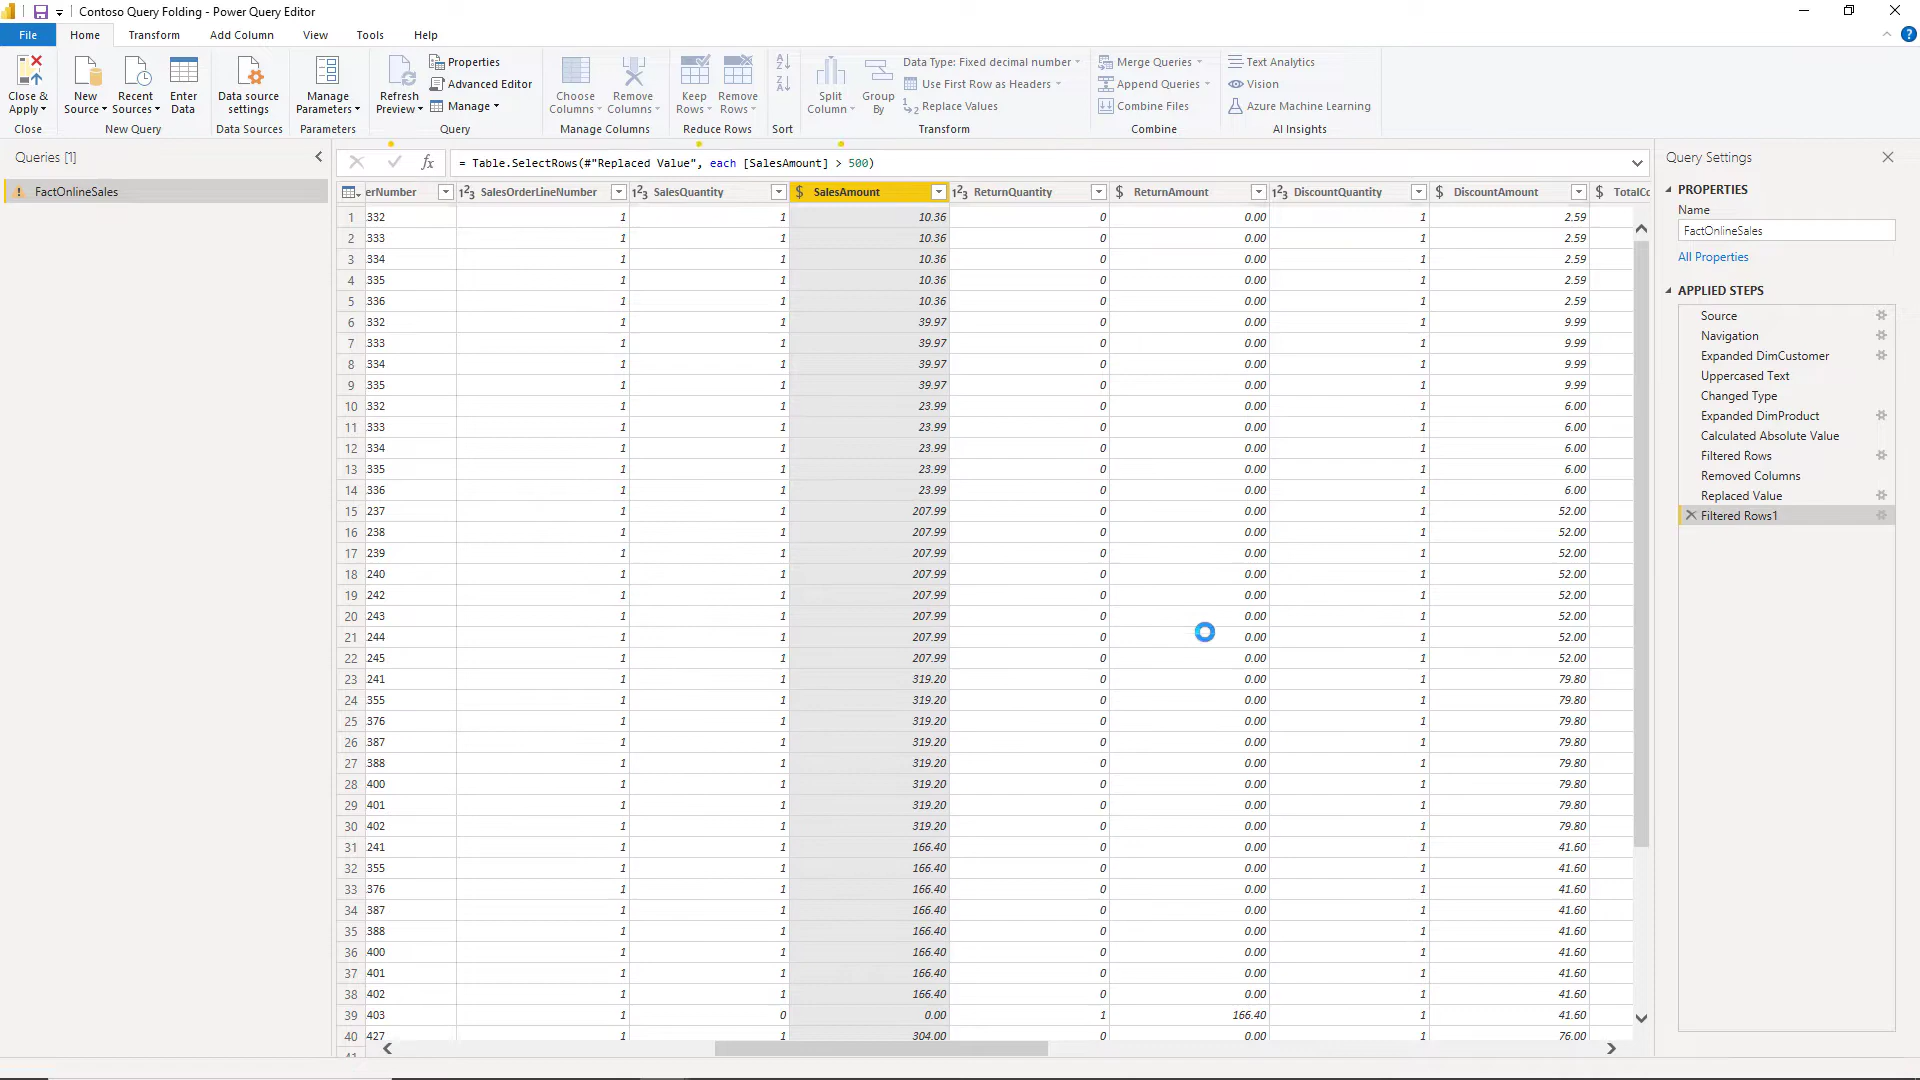 Contoso Query Folding - Power Query Editor
File Home Transform Add Column View Tools Help
Close & Apply
New Source
Recent Sources
Enter Data
Data source settings
Manage Parameters
Refresh Preview
Properties
Advanced Editor
Manage
Choose Columns
Remove Columns
Keep Rows
Remove Rows
Split Column
Group By
Data Type: Fixed decimal number
Use First Row as Headers
Replace Values
Merge Queries
Append Queries
Combine Files
Text Analytics
Vision
Azure Machine Learning
Close New Query Data Sources Parameters Query Manage Columns Reduce Rows Sort Transform Combine AI Insights
Queries [1]
FactOnlineSales
fx = Table.SelectRows(#"Replaced Value", each [SalesAmount] > 500)
erNumber 123 SalesOrderLineNumber 123 SalesQuantity $ SalesAmount 123 ReturnQuantity $ ReturnAmount 123 DiscountQuantity $ DiscountAmount $ TotalCo
1 332 1 1 10.36 0 0.00 1 2.59
2 333 1 1 10.36 0 0.00 1 2.59
3 334 1 1 10.36 0 0.00 1 2.59
4 335 1 1 10.36 0 0.00 1 2.59
5 336 1 1 10.36 0 0.00 1 2.59
6 332 1 1 39.97 0 0.00 1 9.99
7 333 1 1 39.97 0 0.00 1 9.99
8 334 1 1 39.97 0 0.00 1 9.99
9 335 1 1 39.97 0 0.00 1 9.99
10 332 1 1 23.99 0 0.00 1 6.00
11 333 1 1 23.99 0 0.00 1 6.00
12 334 1 1 23.99 0 0.00 1 6.00
13 335 1 1 23.99 0 0.00 1 6.00
14 336 1 1 23.99 0 0.00 1 6.00
15 237 1 1 207.99 0 0.00 1 52.00
16 238 1 1 207.99 0 0.00 1 52.00
17 239 1 1 207.99 0 0.00 1 52.00
18 240 1 1 207.99 0 0.00 1 52.00
19 242 1 1 207.99 0 0.00 1 52.00
20 243 1 1 207.99 0 0.00 1 52.00
21 244 1 1 207.99 0 0.00 1 52.00
22 245 1 1 207.99 0 0.00 1 52.00
23 241 1 1 319.20 0 0.00 1 79.80
24 355 1 1 319.20 0 0.00 1 79.80
25 376 1 1 319.20 0 0.00 1 79.80
26 387 1 1 319.20 0 0.00 1 79.80
27 388 1 1 319.20 0 0.00 1 79.80
28 400 1 1 319.20 0 0.00 1 79.80
29 401 1 1 319.20 0 0.00 1 79.80
30 402 1 1 319.20 0 0.00 1 79.80
31 241 1 1 166.40 0 0.00 1 41.60
32 355 1 1 166.40 0 0.00 1 41.60
33 376 1 1 166.40 0 0.00 1 41.60
34 387 1 1 166.40 0 0.00 1 41.60
35 388 1 1 166.40 0 0.00 1 41.60
36 400 1 1 166.40 0 0.00 1 41.60
37 401 1 1 166.40 0 0.00 1 41.60
38 402 1 1 166.40 0 0.00 1 41.60
39 403 1 0 0.00 1 166.40 1 41.60
40 427 1 1 304.00 0 0.00 1 76.00
41
Query Settings
PROPERTIES
Name
FactOnlineSales
All Properties
APPLIED STEPS
Source
Navigation
Expanded DimCustomer
Uppercased Text
Changed Type
Expanded DimProduct
Calculated Absolute Value
Filtered Rows
Removed Columns
Replaced Value
Filtered Rows1